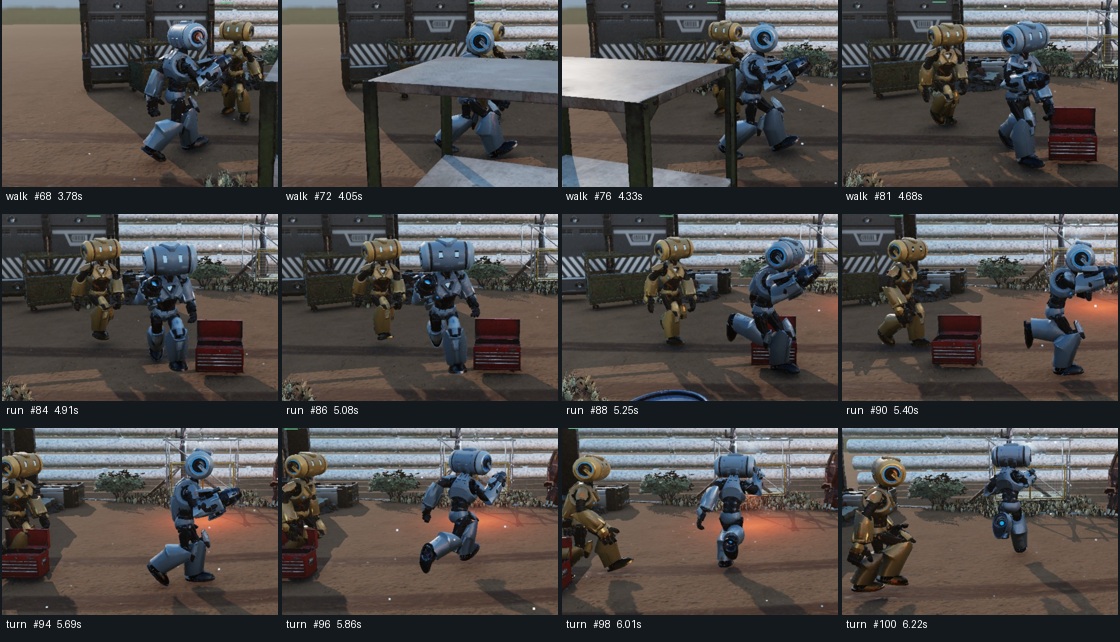 walk #68 3.78s
walk #72 4.05s
walk #76 4.33s
walk #81 4.68s
run #84 4.91s
run #86 5.08s
run #88 5.25s
run #90 5.40s
turn #94 5.69s
turn #96 5.86s
turn #98 6.01s
turn #100 6.22s